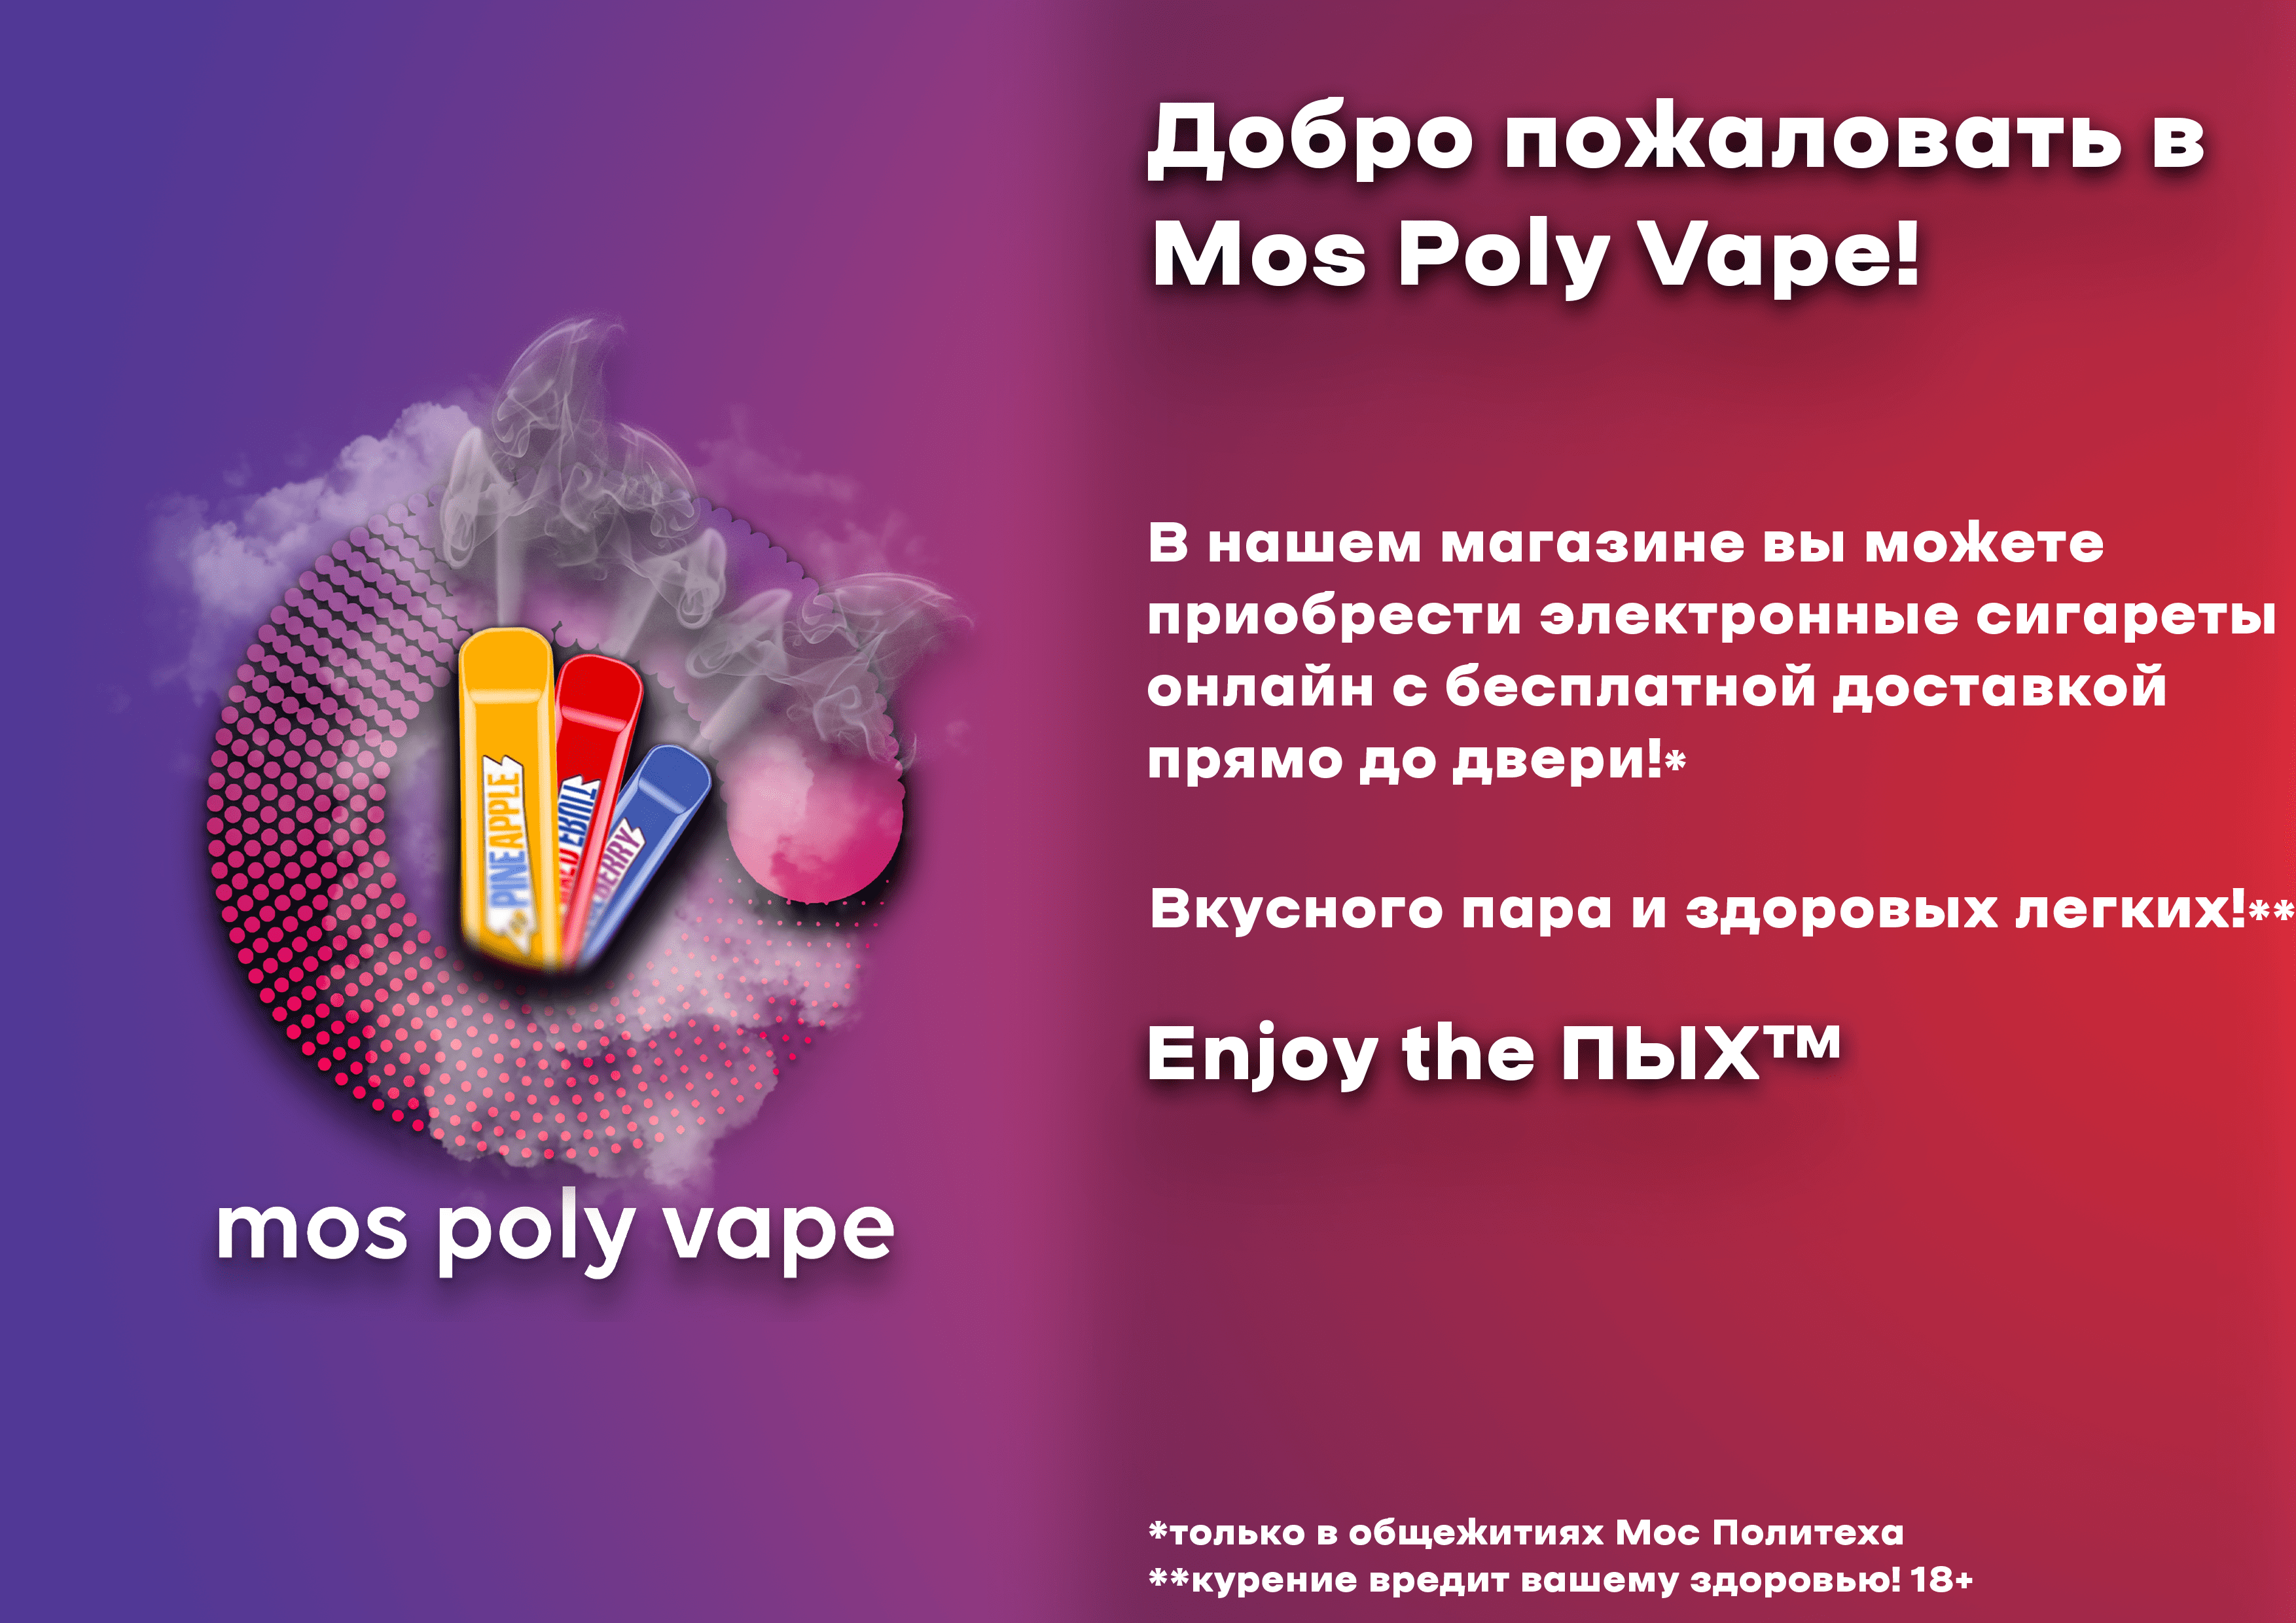 Добро пожаловать в
Mos Poly Vape!
В нашем магазине вы можете
приобрести электронные сигареты
онлайн с бесплатной доставкой
прямо до двери!*
Вкусного пара и здоровых легких!**
Enjoy the ПЫХ™
PINEAPPLE
mos poly vape
*только в общежитиях Мос Политеха
**курение вредит вашему здоровью! 18+